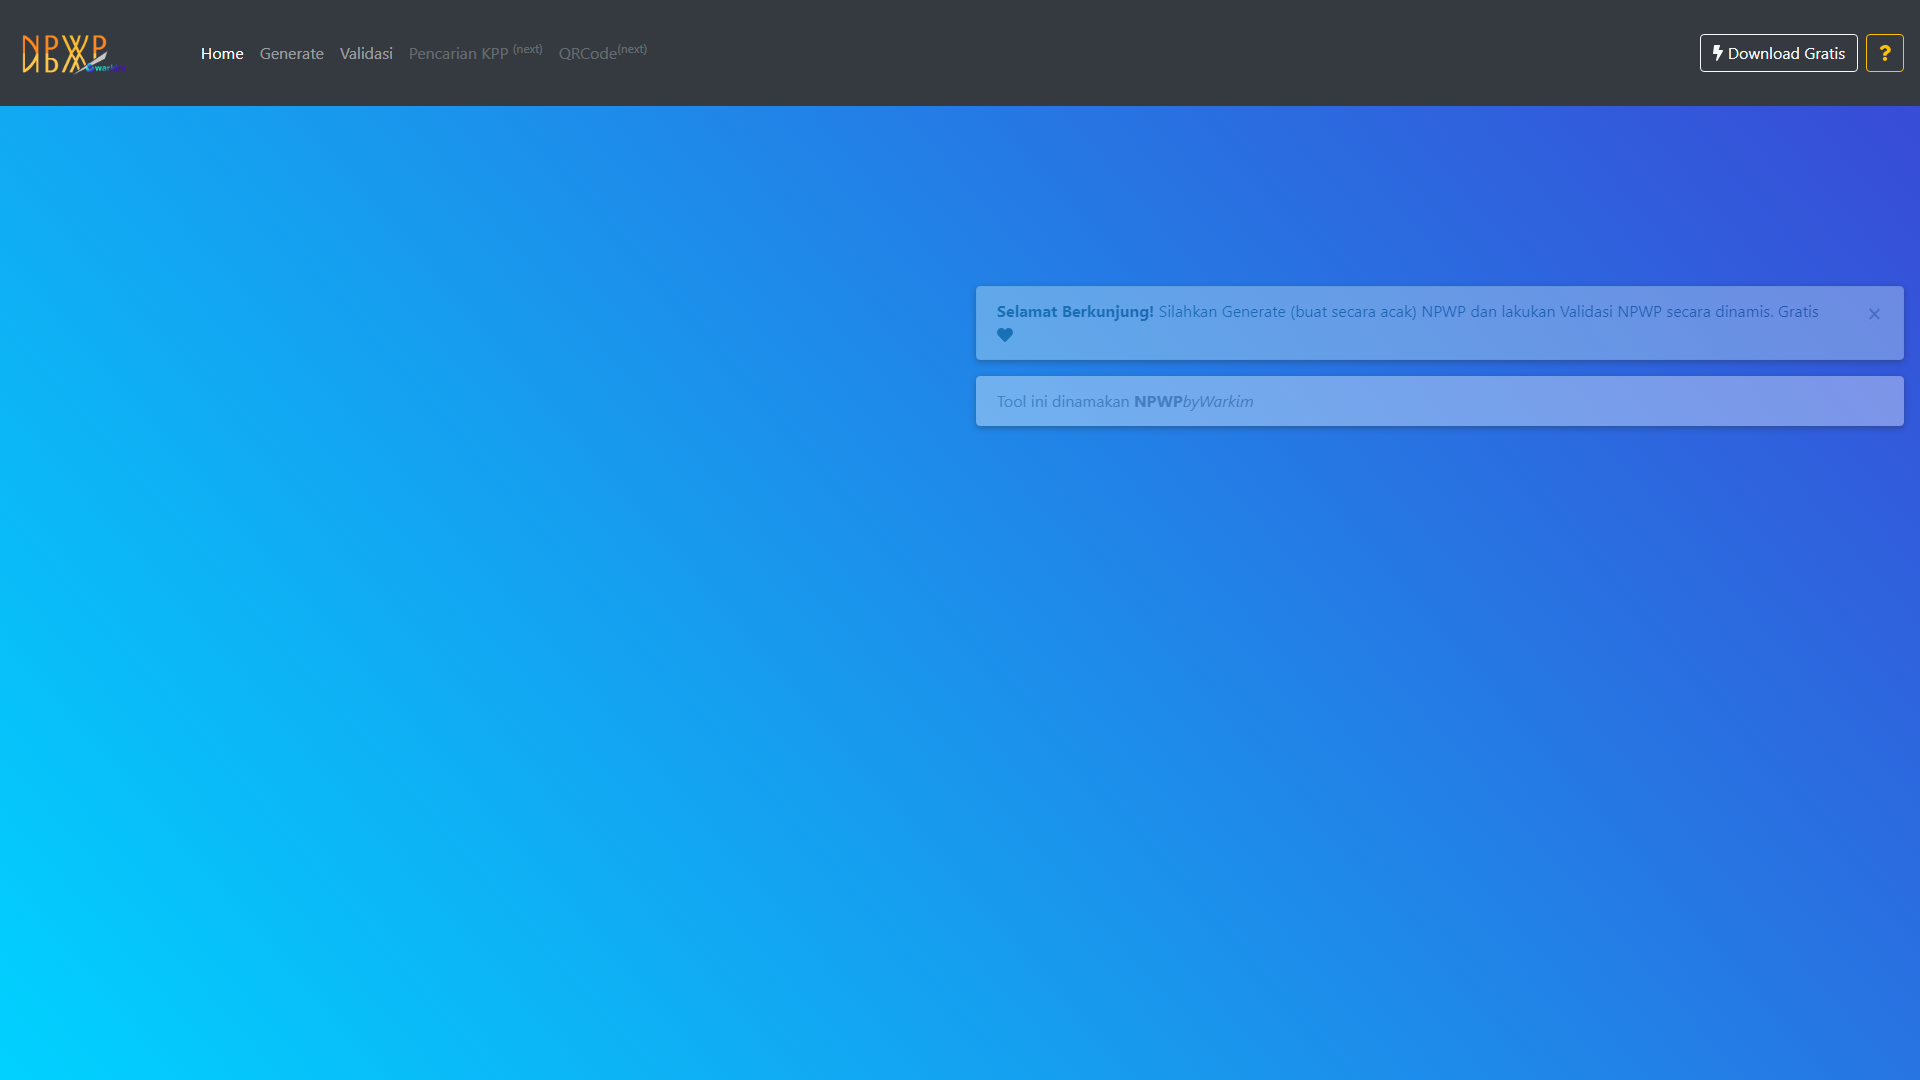 NPWP
Home Generate Validasi Pencarian KPP (next) QRCode(next)
Download Gratis ?
Selamat Berkunjung! Silahkan Generate (buat secara acak) NPWP dan lakukan Validasi NPWP secara dinamis. Gratis
×
Tool ini dinamakan NPWPbyWarkim